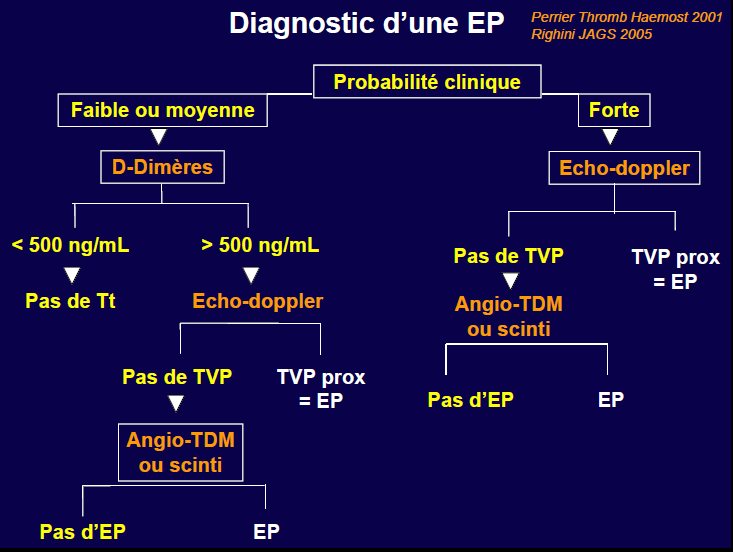 Diagnostic d'une EP
Perrier Thromb Haemost 2001
Righini JAGS 2005
Probabilité clinique
Faible ou moyenne
Forte
D-Dimères
Echo-doppler
< 500 ng/mL
> 500 ng/mL
Pas de TVP
TVP prox
= EP
Pas de Tt
Echo-doppler
Angio-TDM
ou scinti
Pas de TVP
TVP prox
= EP
Pas d'EP
EP
Angio-TDM
ou scinti
Pas d'EP
EP